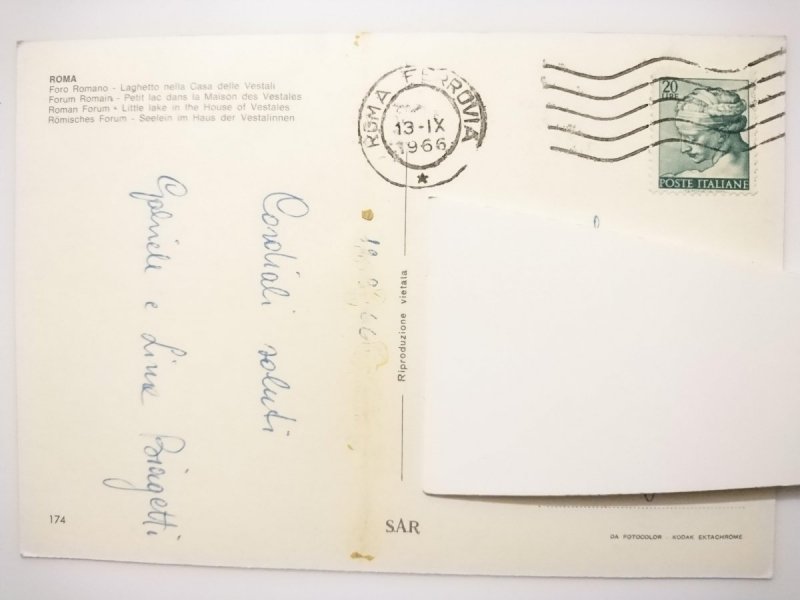 ROMA
Foro Romano - Laghetto nella Casa delle Vestali
Forum Romain - Petit lac dans la Maison des Vestales
Roman Forum - Little lake in the House of Vestales
Römisches Forum - Seelein im Haus der Vestalinnen
Cordiali saluti
Gabriele e Lina Biagetti
174
Riproduzione vietata
SAR
ROMA FERROVIA
13-IX
1966
20
LIRE
POSTE ITALIANE
DA FOTOCOLOR - KODAK EKTACHROME